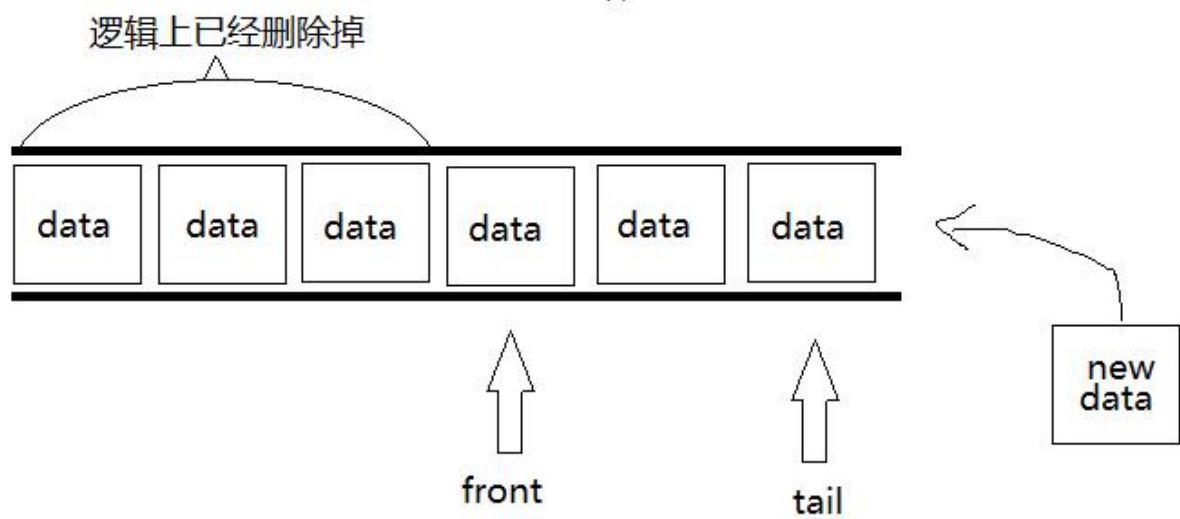 逻辑上已经删除掉
data data data data data data
new
data
front
tail